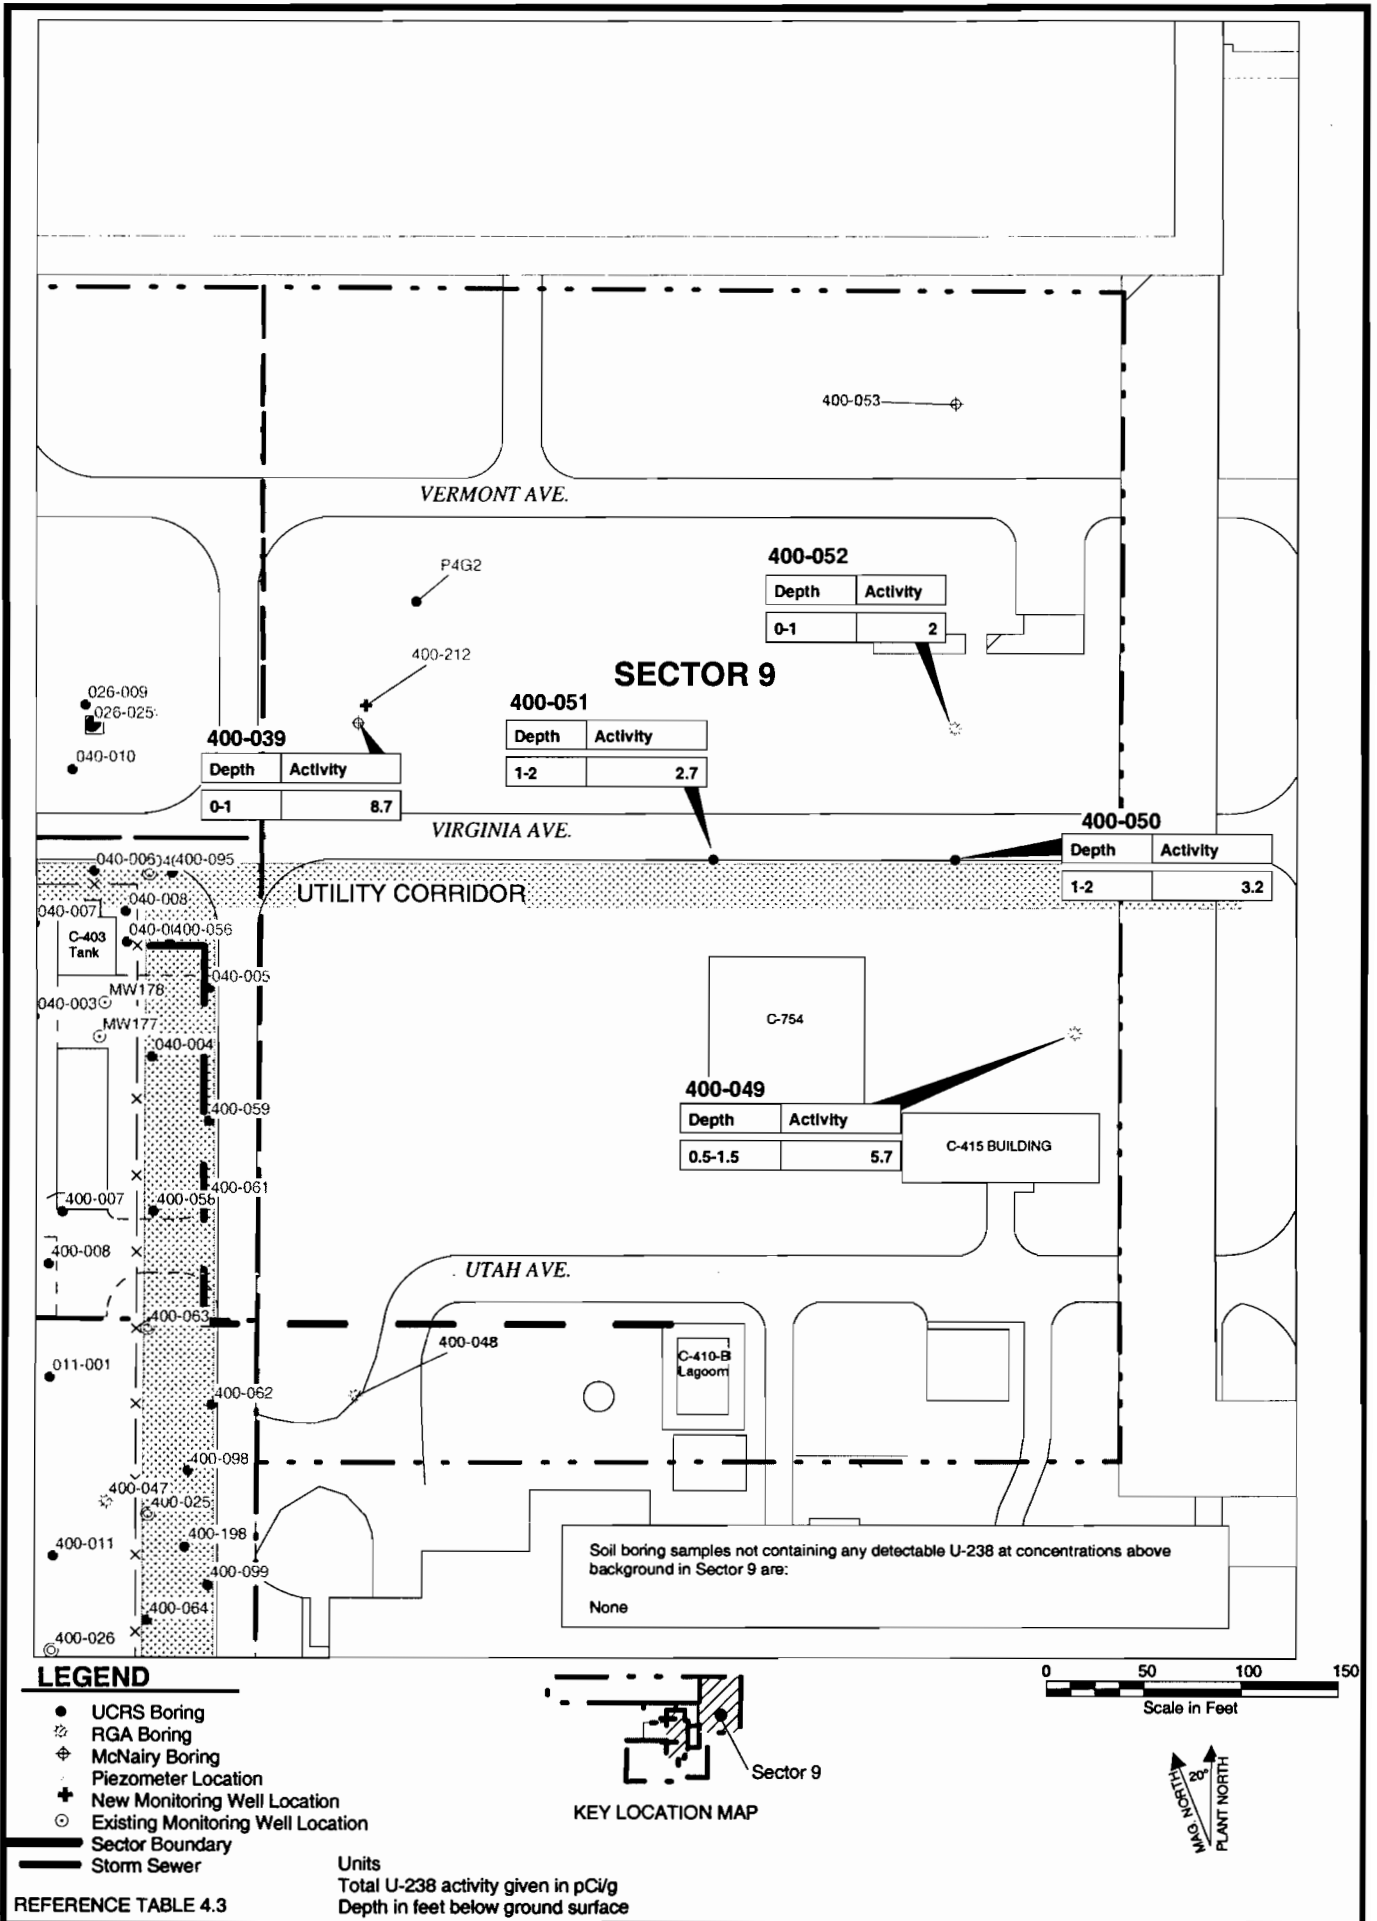 400-053
VERMONT AVE.
400-052
Depth Activity
0-1 2
P4G2
400-212
SECTOR 9
026-009
026-025
040-010
400-039
Depth Activity
0-1 8.7
400-051
Depth Activity
1-2 2.7
VIRGINIA AVE.
400-050
Depth Activity
1-2 3.2
040-006
400-095
UTILITY CORRIDOR
040-008
040-007
400-056
C-403
Tank
040-005
MW178
040-003
MW177
040-004
C-754
400-049
Depth Activity
0.5-1.5 5.7
C-415 BUILDING
400-059
400-061
400-007
400-008
UTAH AVE.
400-063
400-048
C-410-B
Lagoon
011-001
400-062
400-098
400-047
400-025
400-011
400-198
400-099
400-064
400-026
Soil boring samples not containing any detectable U-238 at concentrations above
background in Sector 9 are:
None
LEGEND
UCRS Boring
RGA Boring
McNairy Boring
Piezometer Location
New Monitoring Well Location
Existing Monitoring Well Location
Sector Boundary
Storm Sewer
REFERENCE TABLE 4.3
Units
Total U-238 activity given in pCi/g
Depth in feet below ground surface
Sector 9
KEY LOCATION MAP
0 50 100 150
Scale in Feet
MAG. NORTH
20°
PLANT NORTH